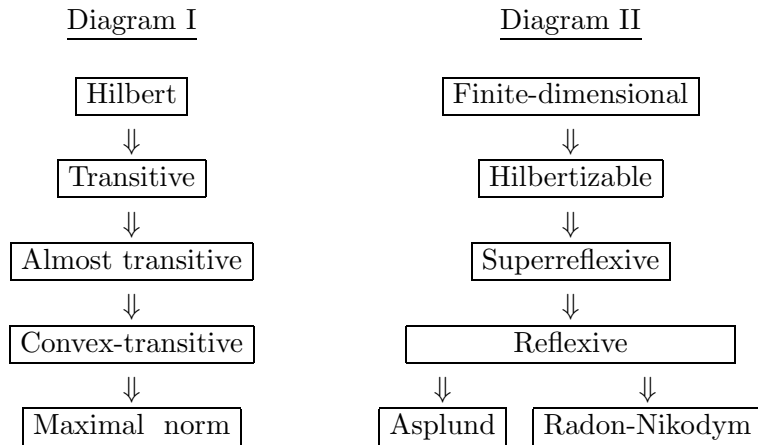 Diagram I Diagram II
Hilbert Finite-dimensional
⇓ ⇓
Transitive Hilbertizable
⇓ ⇓
Almost transitive Superreflexive
⇓ ⇓
Convex-transitive Reflexive
⇓ ⇓ ⇓
Maximal norm Asplund Radon-Nikodym